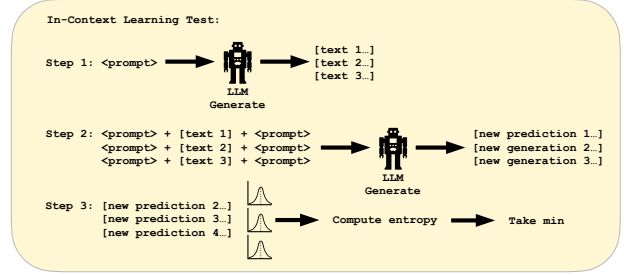 In-Context Learning Test:
Step 1: <prompt>
LLM
Generate
[text 1…]
[text 2…]
[text 3…]
Step 2: <prompt> + [text 1] + <prompt>
<prompt> + [text 2] + <prompt>
<prompt> + [text 3] + <prompt>
LLM
Generate
[new prediction 1…]
[new generation 2…]
[new generation 3…]
Step 3: [new prediction 2…]
[new prediction 3…]
[new prediction 4…]
Compute entropy
Take min